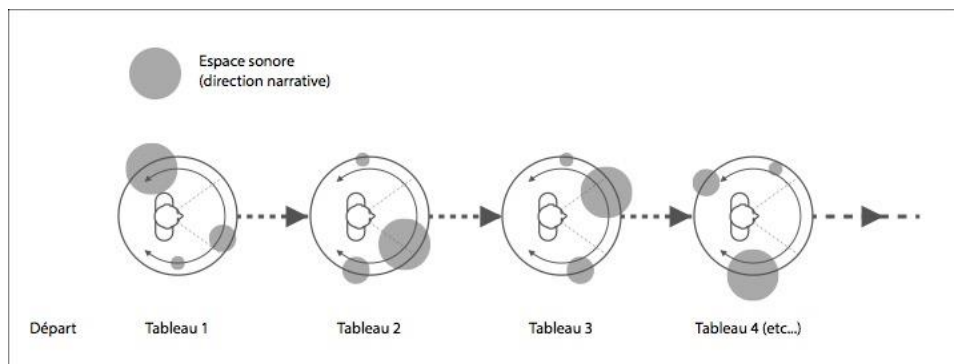 Espace sonore
(direction narrative)
Départ
Tableau 1
Tableau 2
Tableau 3
Tableau 4 (etc...)